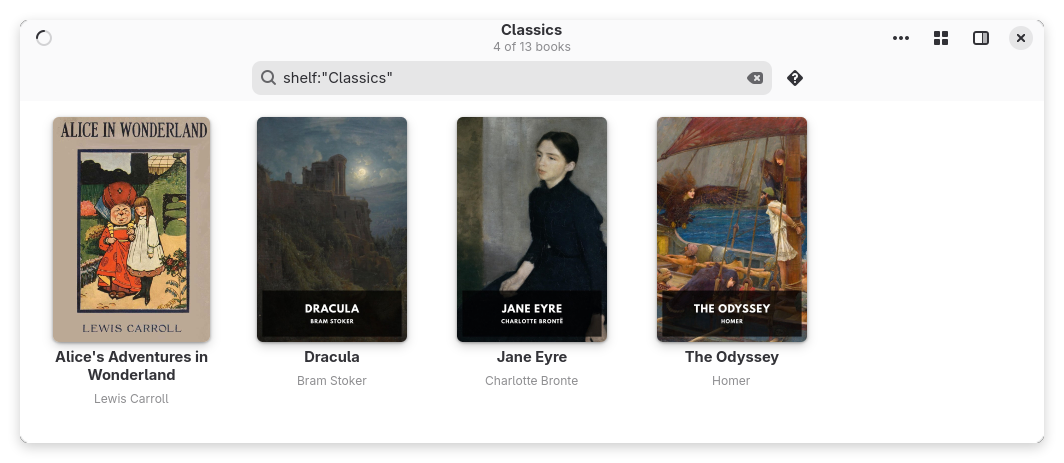 Classics
4 of 13 books
shelf:"Classics"
ALICE IN WONDERLAND
LEWIS CARROLL
DRACULA
BRAM STOKER
JANE EYRE
CHARLOTTE BRONTË
THE ODYSSEY
HOMER
Alice's Adventures in
Wonderland
Lewis Carroll
Dracula
Bram Stoker
Jane Eyre
Charlotte Bronte
The Odyssey
Homer